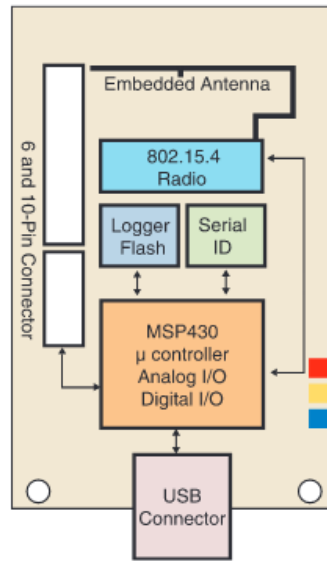 Embedded Antenna
6 and 10-Pin Connector
802.15.4
Radio
Logger
Flash
Serial
ID
MSP430
μ controller
Analog I/O
Digital I/O
USB
Connector